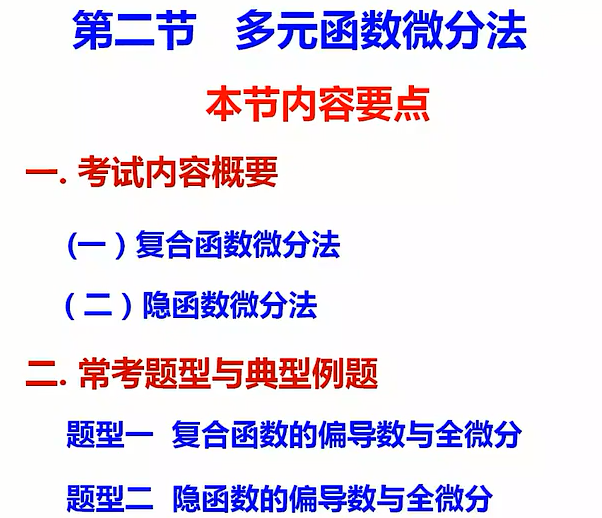 第二节 多元函数微分法
本节内容要点
一. 考试内容概要
(一）复合函数微分法
（二）隐函数微分法
二. 常考题型与典型例题
题型一 复合函数的偏导数与全微分
题型二 隐函数的偏导数与全微分